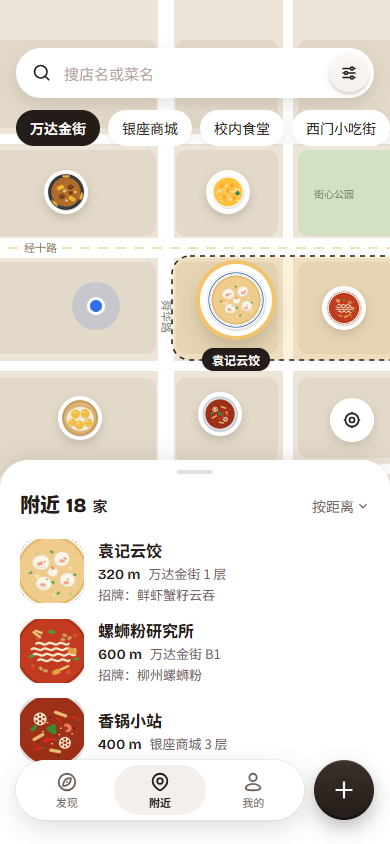 搜店名或菜名
万达金街
银座商城
校内食堂
西门小吃街
街心公园
经十路
袁记云饺
附近 18 家
按距离
袁记云饺
320 m 万达金街 1 层
招牌：鲜虾蟹籽云吞
螺蛳粉研究所
600 m 万达金街 B1
招牌：柳州螺蛳粉
香锅小站
400 m 银座商城 3 层
发现
附近
我的